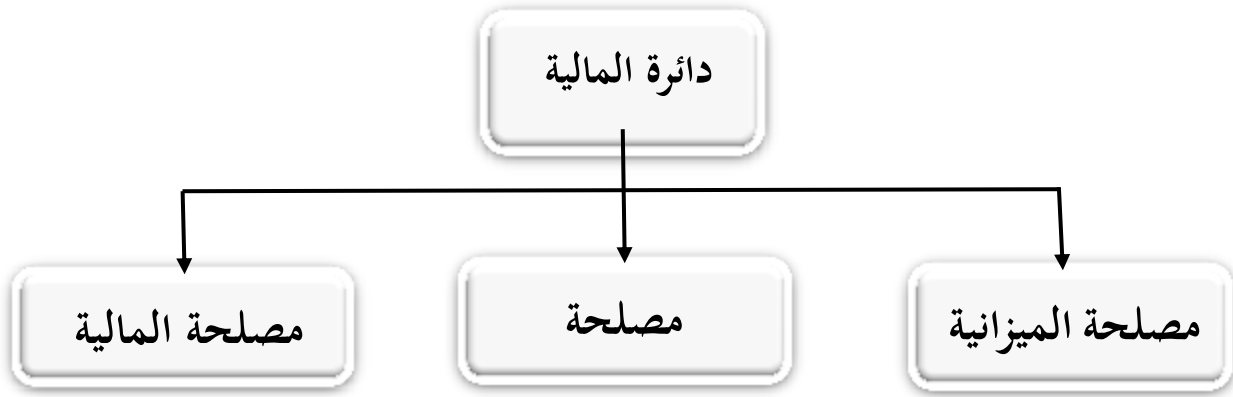 دائرة المالية
مصلحة الميزانية
مصلحة
مصلحة المالية